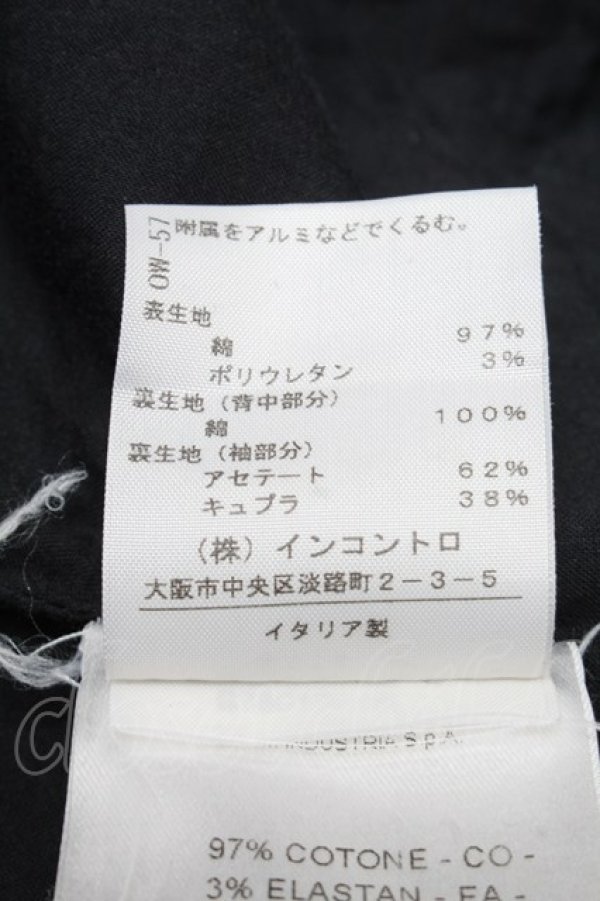 OW-57
附属をアルミなどでくるむ。
表生地
綿 97%
ポリウレタン 3%
裏生地(背中部分)
綿 100%
裏生地(袖部分)
アセテート 62%
キュプラ 38%
(株)インコントロ
大阪市中央区淡路町2-3-5
イタリア製
INDUSTRIA S.p.A.
97% COTONE - CO -
3% ELASTAN - EA -